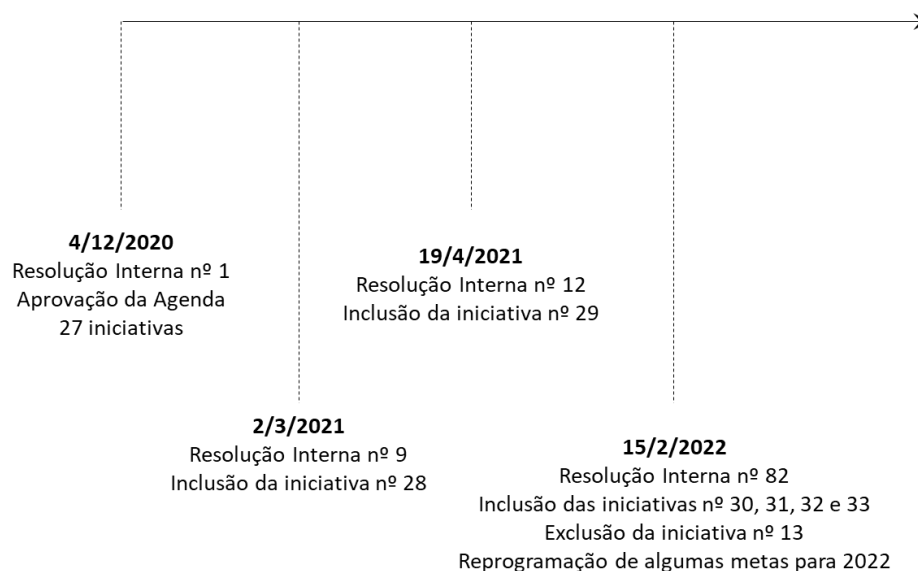 4/12/2020
Resolução Interna nº 1
Aprovação da Agenda
27 iniciativas
2/3/2021
Resolução Interna nº 9
Inclusão da iniciativa nº 28
19/4/2021
Resolução Interna nº 12
Inclusão da iniciativa nº 29
15/2/2022
Resolução Interna nº 82
Inclusão das iniciativas nº 30, 31, 32 e 33
Exclusão da iniciativa nº 13
Reprogramação de algumas metas para 2022